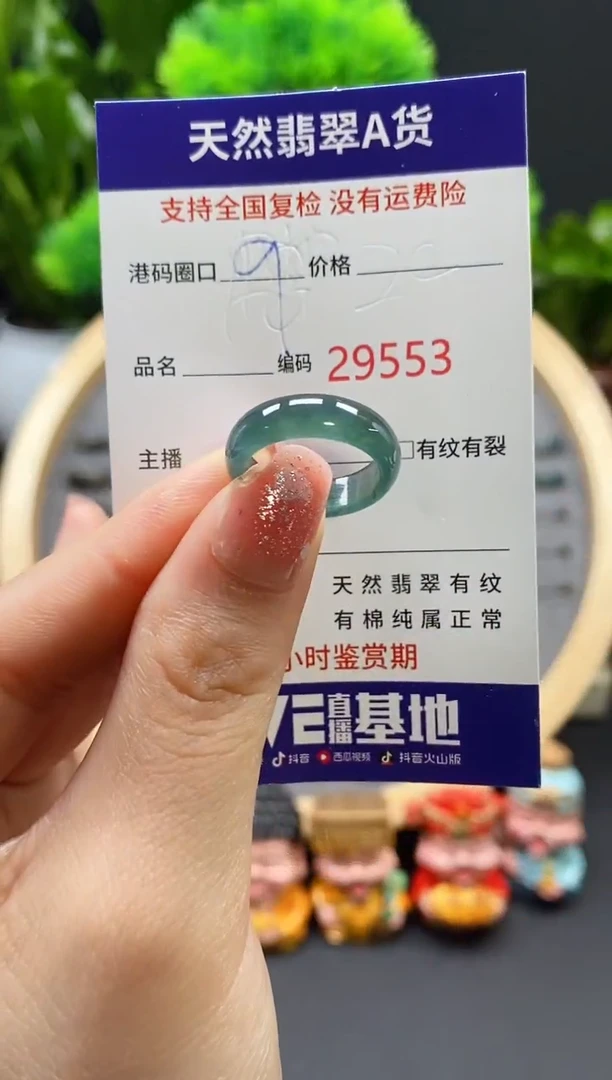 天然翡翠A货
支持全国复检 没有运费险
港码圈口 9 价格
品名 编码 29553
主播 □有纹有裂
天然翡翠有纹
有棉纯属正常
小时鉴赏期
VE直播基地
抖音 西瓜视频 抖音火山版